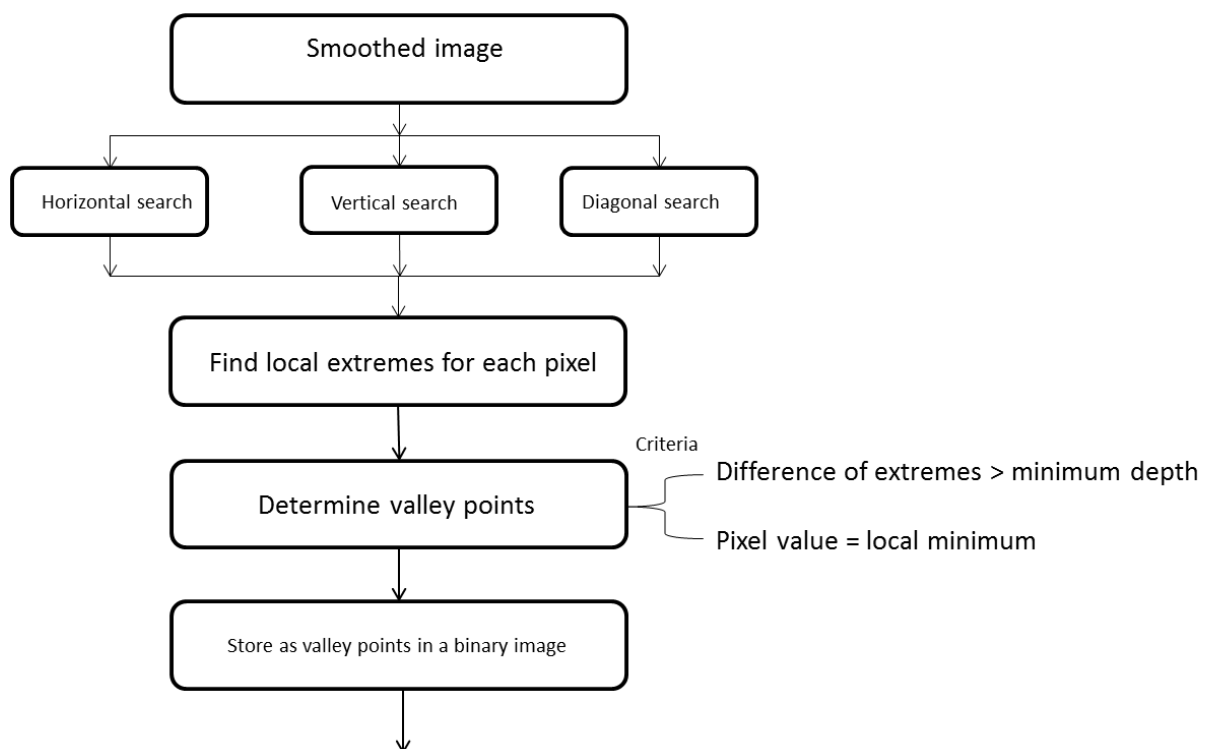 Smoothed image
Horizontal search
Vertical search
Diagonal search
Find local extremes for each pixel
Criteria
Difference of extremes > minimum depth
Determine valley points
Pixel value = local minimum
Store as valley points in a binary image